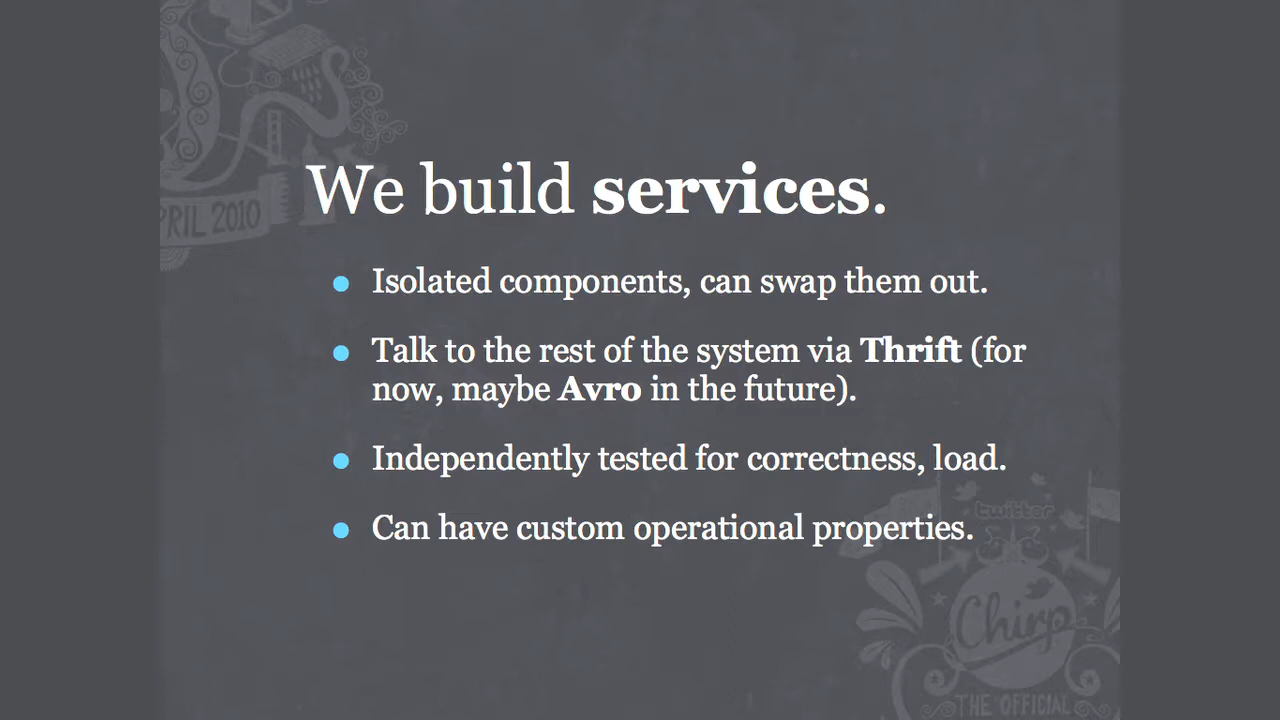 We build services.
Isolated components, can swap them out.
Talk to the rest of the system via Thrift (for
now, maybe Avro in the future).
Independently tested for correctness, load.
Can have custom operational properties.
PRIL 2010
twitter
Chirp
THE OFFICIAL